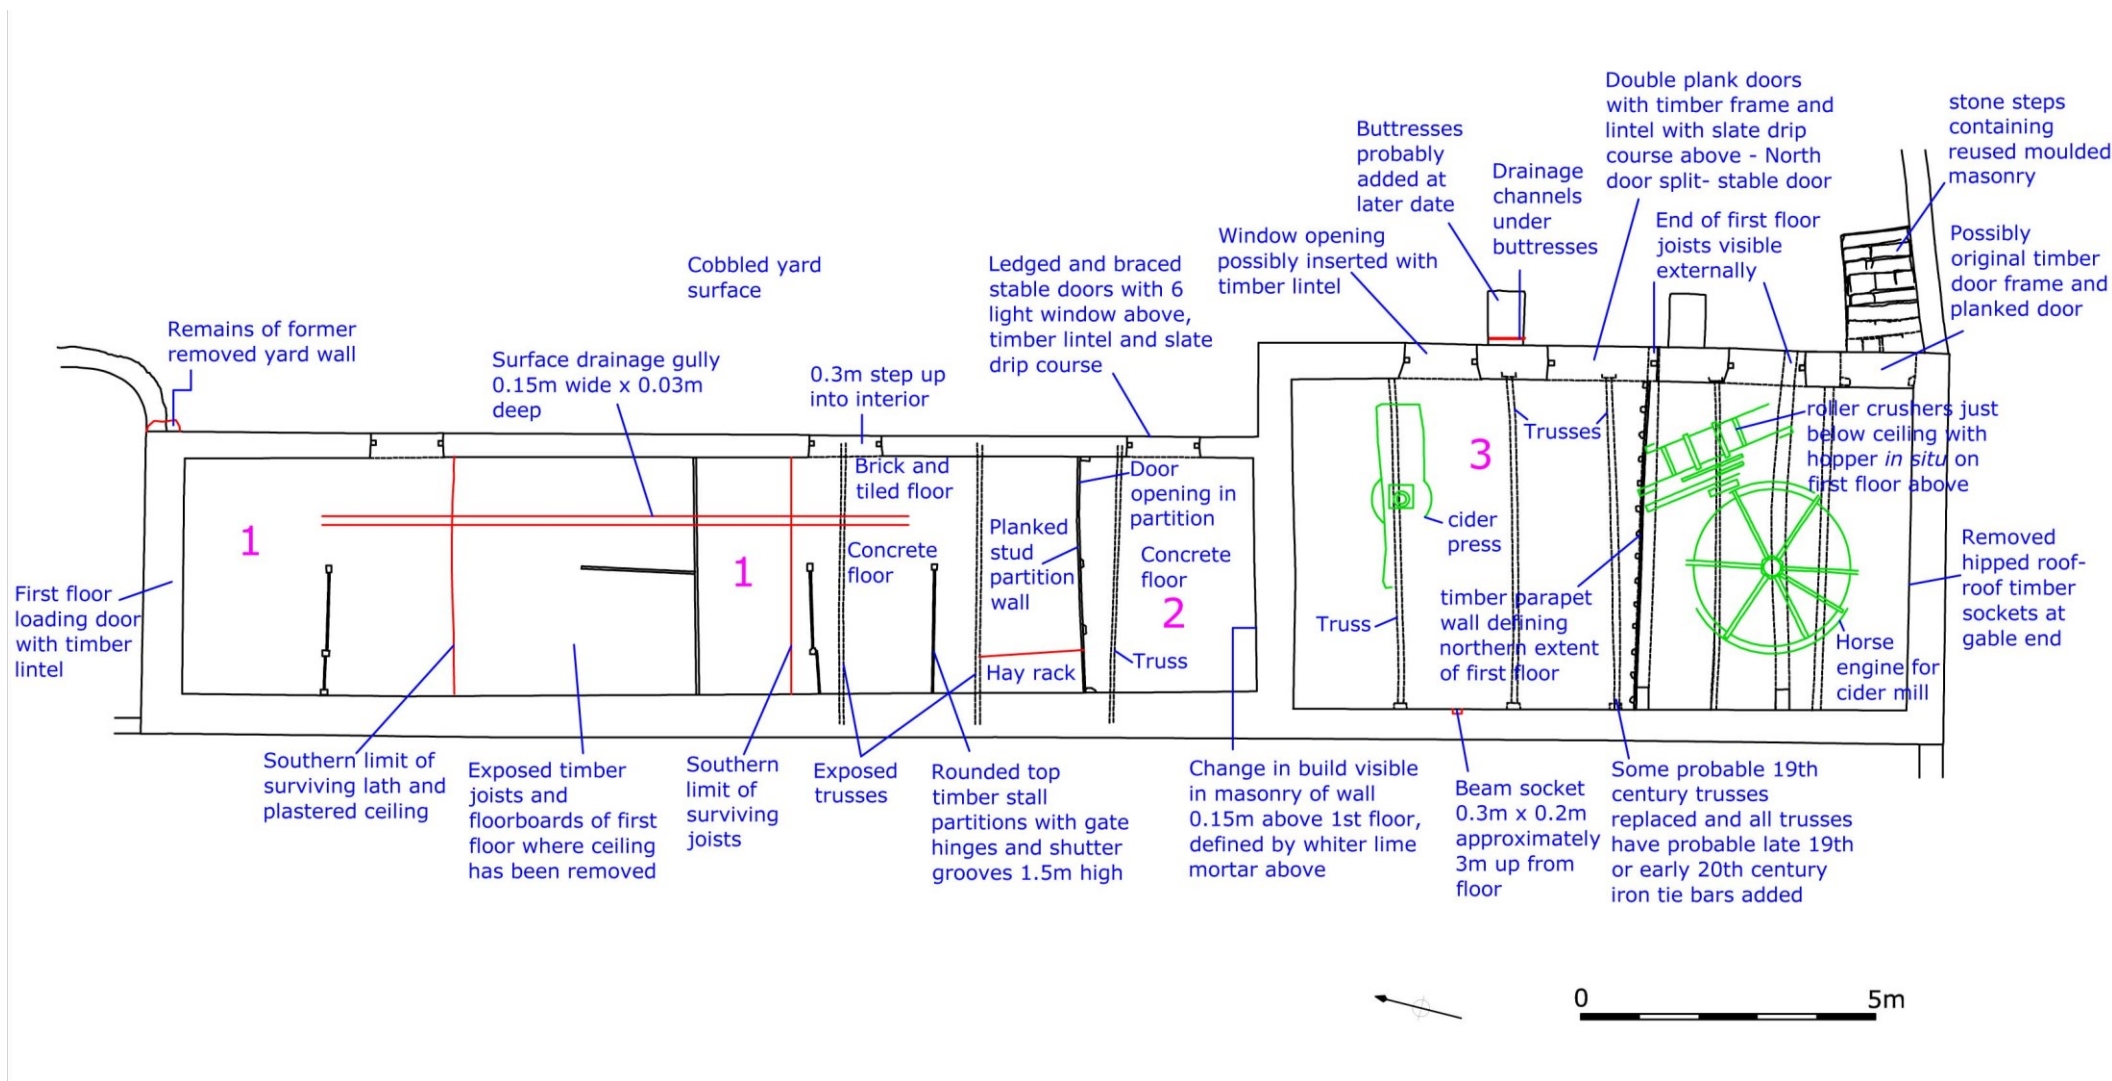 Double plank doors
with timber frame and
lintel with slate drip
course above - North
door split- stable door
stone steps
containing
reused moulded
masonry
Buttresses
probably
added at
later date
Drainage
channels
under
buttresses
End of first floor
joists visible
externally
Possibly
original timber
door frame and
planked door
Window opening
possibly inserted with
timber lintel
Cobbled yard
surface
Ledged and braced
stable doors with 6
light window above,
timber lintel and slate
drip course
Remains of former
removed yard wall
Surface drainage gully
0.15m wide x 0.03m
deep
0.3m step up
into interior
roller crushers just
below ceiling with
hopper in situ on
first floor above
Trusses
3
Brick and
tiled floor
Door
opening in
partition
cider
press
Planked
stud
partition
wall
1
1
Concrete
floor
Concrete
floor
2
Removed
hipped roof-
roof timber
sockets at
gable end
First floor
loading door
with timber
lintel
timber parapet
wall defining
northern extent
of first floor
Truss
Horse
engine for
cider mill
Truss
Hay rack
Southern limit of
surviving lath and
plastered ceiling
Exposed timber
joists and
floorboards of first
floor where ceiling
has been removed
Southern
limit of
surviving
joists
Exposed
trusses
Rounded top
timber stall
partitions with gate
hinges and shutter
grooves 1.5m high
Change in build visible
in masonry of wall
0.15m above 1st floor,
defined by whiter lime
mortar above
Beam socket
0.3m x 0.2m
approximately
3m up from
floor
Some probable 19th
century trusses
replaced and all trusses
have probable late 19th
or early 20th century
iron tie bars added
0
5m